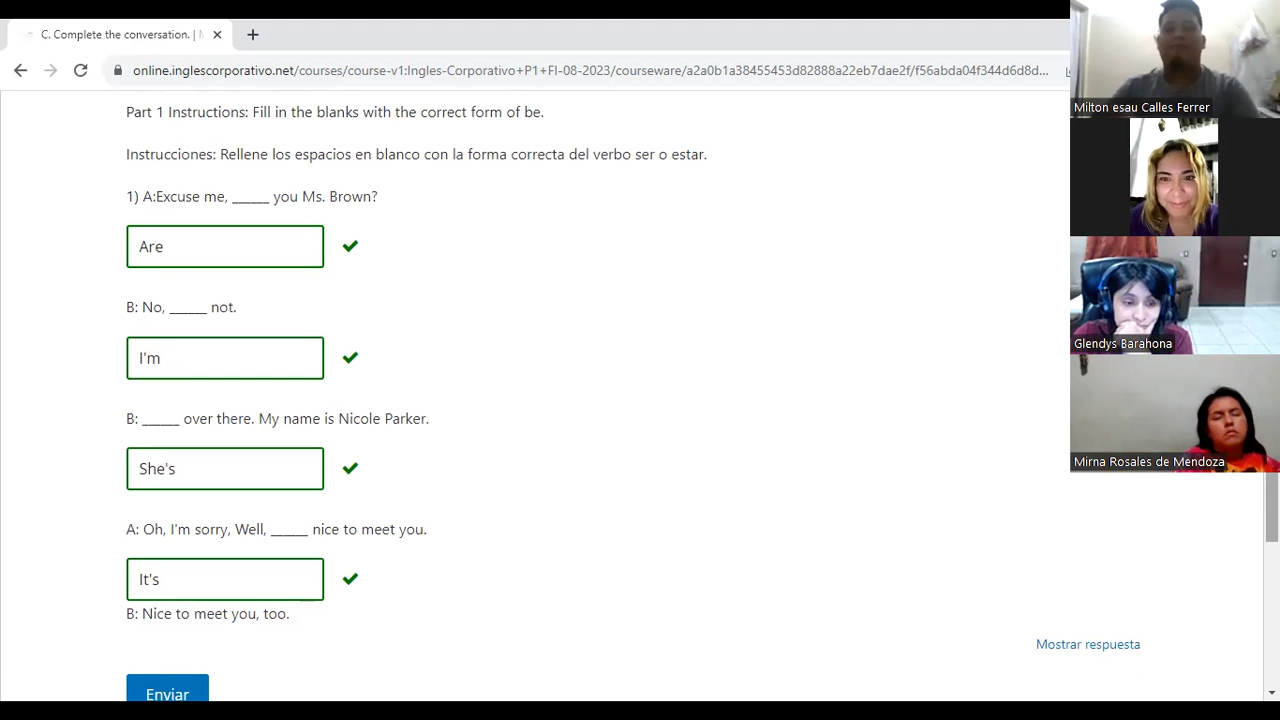 C. Complete the conversation. |
online.inglescorporativo.net/courses/course-v1:Ingles-Corporativo+P1+FI-08-2023/courseware/a2a0b1a38455453d82888a22eb7dae2f/f56abda04f344d6d8d...
Part 1 Instructions: Fill in the blanks with the correct form of be.
Instrucciones: Rellene los espacios en blanco con la forma correcta del verbo ser o estar.
1) A:Excuse me, ______ you Ms. Brown?
Are
B: No, ______ not.
I'm
B: ______ over there. My name is Nicole Parker.
She's
A: Oh, I'm sorry, Well, ______ nice to meet you.
It's
B: Nice to meet you, too.
Mostrar respuesta
Enviar
Milton esau Calles Ferrer
Glendys Barahona
Mirna Rosales de Mendoza